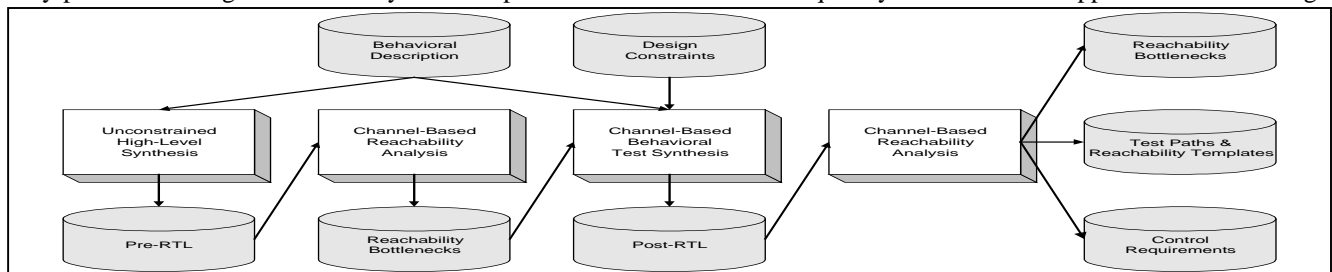 Behavioral
Description
Design
Constraints
Reachability
Bottlenecks
Unconstrained
High-Level
Synthesis
Channel-Based
Reachability
Analysis
Channel-Based
Behavioral
Test Synthesis
Channel-Based
Reachability
Analysis
Test Paths &
Reachability Templates
Pre-RTL
Reachability
Bottlenecks
Post-RTL
Control
Requirements